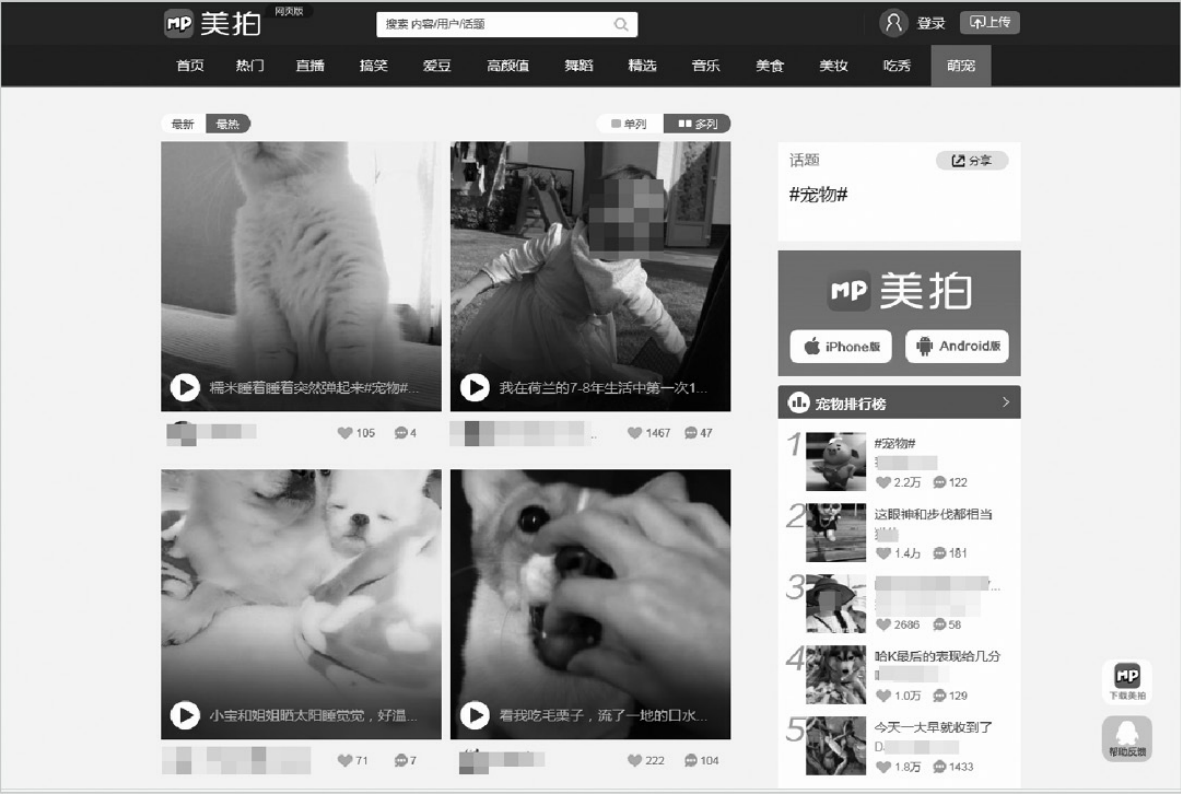 MP 美拍 网页版
搜索 内容/用户/话题
登录 上传
首页 热门 直播 搞笑 爱豆 高颜值 舞蹈 精选 音乐 美食 美妆 吃秀 萌宠
最新 最热
单列 多列
糯米睡着睡着突然弹起来#宠物#...
105 4
我在荷兰的7-8年生活中第一次1...
1467 47
小宝和姐姐晒太阳睡觉觉，好温...
71 7
看我吃毛栗子，流了一地的口水...
222 104
话题 分享
#宠物#
MP 美拍
iPhone版 Android版
宠物排行榜
1 #宠物#
2.2万 122
2 这眼神和步伐都相当
1.4万 181
3
2686 58
4 哈K最后的表现给几分
1.0万 129
5 今天一大早就收到了
1.8万 1433
MP
下载美拍
帮助反馈